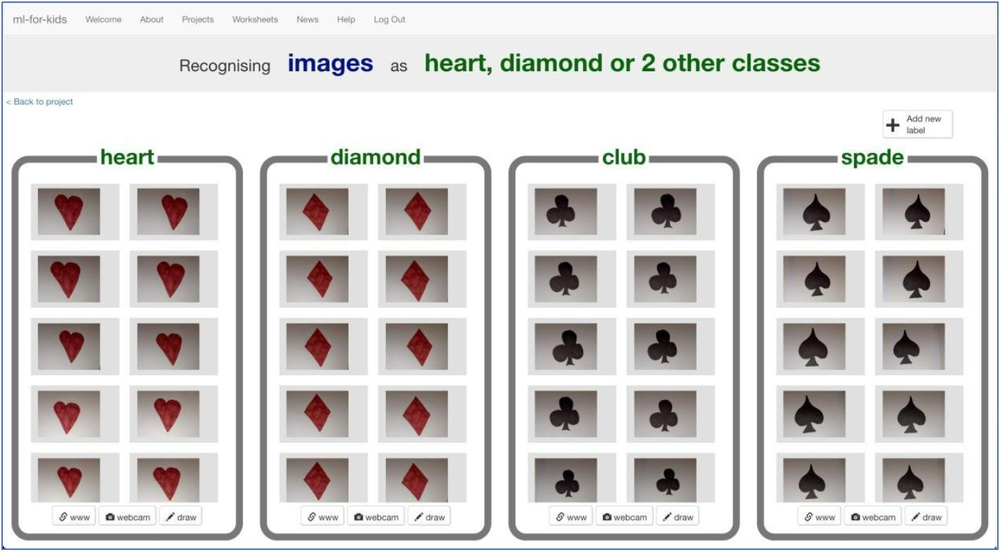 ml-for-kids Welcome About Projects Worksheets News Help Log Out
Recognising images as heart, diamond or 2 other classes
< Back to project
Add new
label
heart diamond club spade
www webcam draw www webcam draw www webcam draw www webcam draw